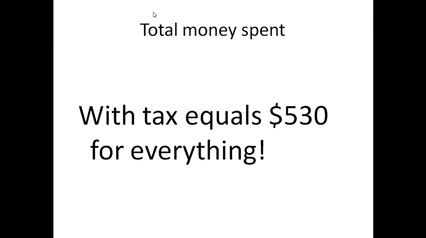 Total money spent
With tax equals $530
for everything!